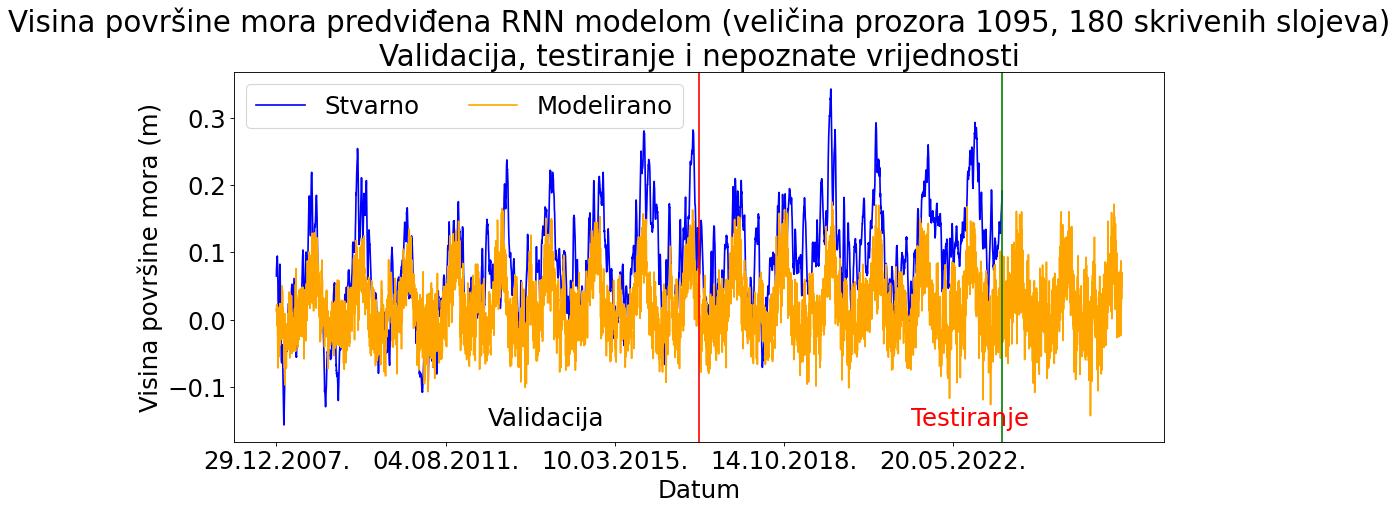 Visina površine mora predviđena RNN modelom (veličina prozora 1095, 180 skrivenih slojeva)
Validacija, testiranje i nepoznate vrijednosti
Stvarno Modelirano
Visina površine mora (m)
0.3
0.2
0.1
0.0
−0.1
Validacija Testiranje
29.12.2007. 04.08.2011. 10.03.2015. 14.10.2018. 20.05.2022.
Datum